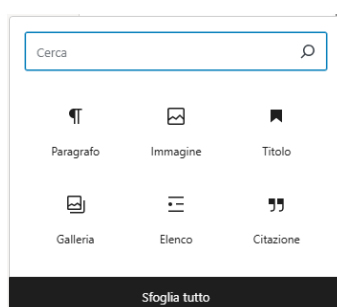 Cerca
Paragrafo
Immagine
Titolo
Galleria
Elenco
Citazione
Sfoglia tutto